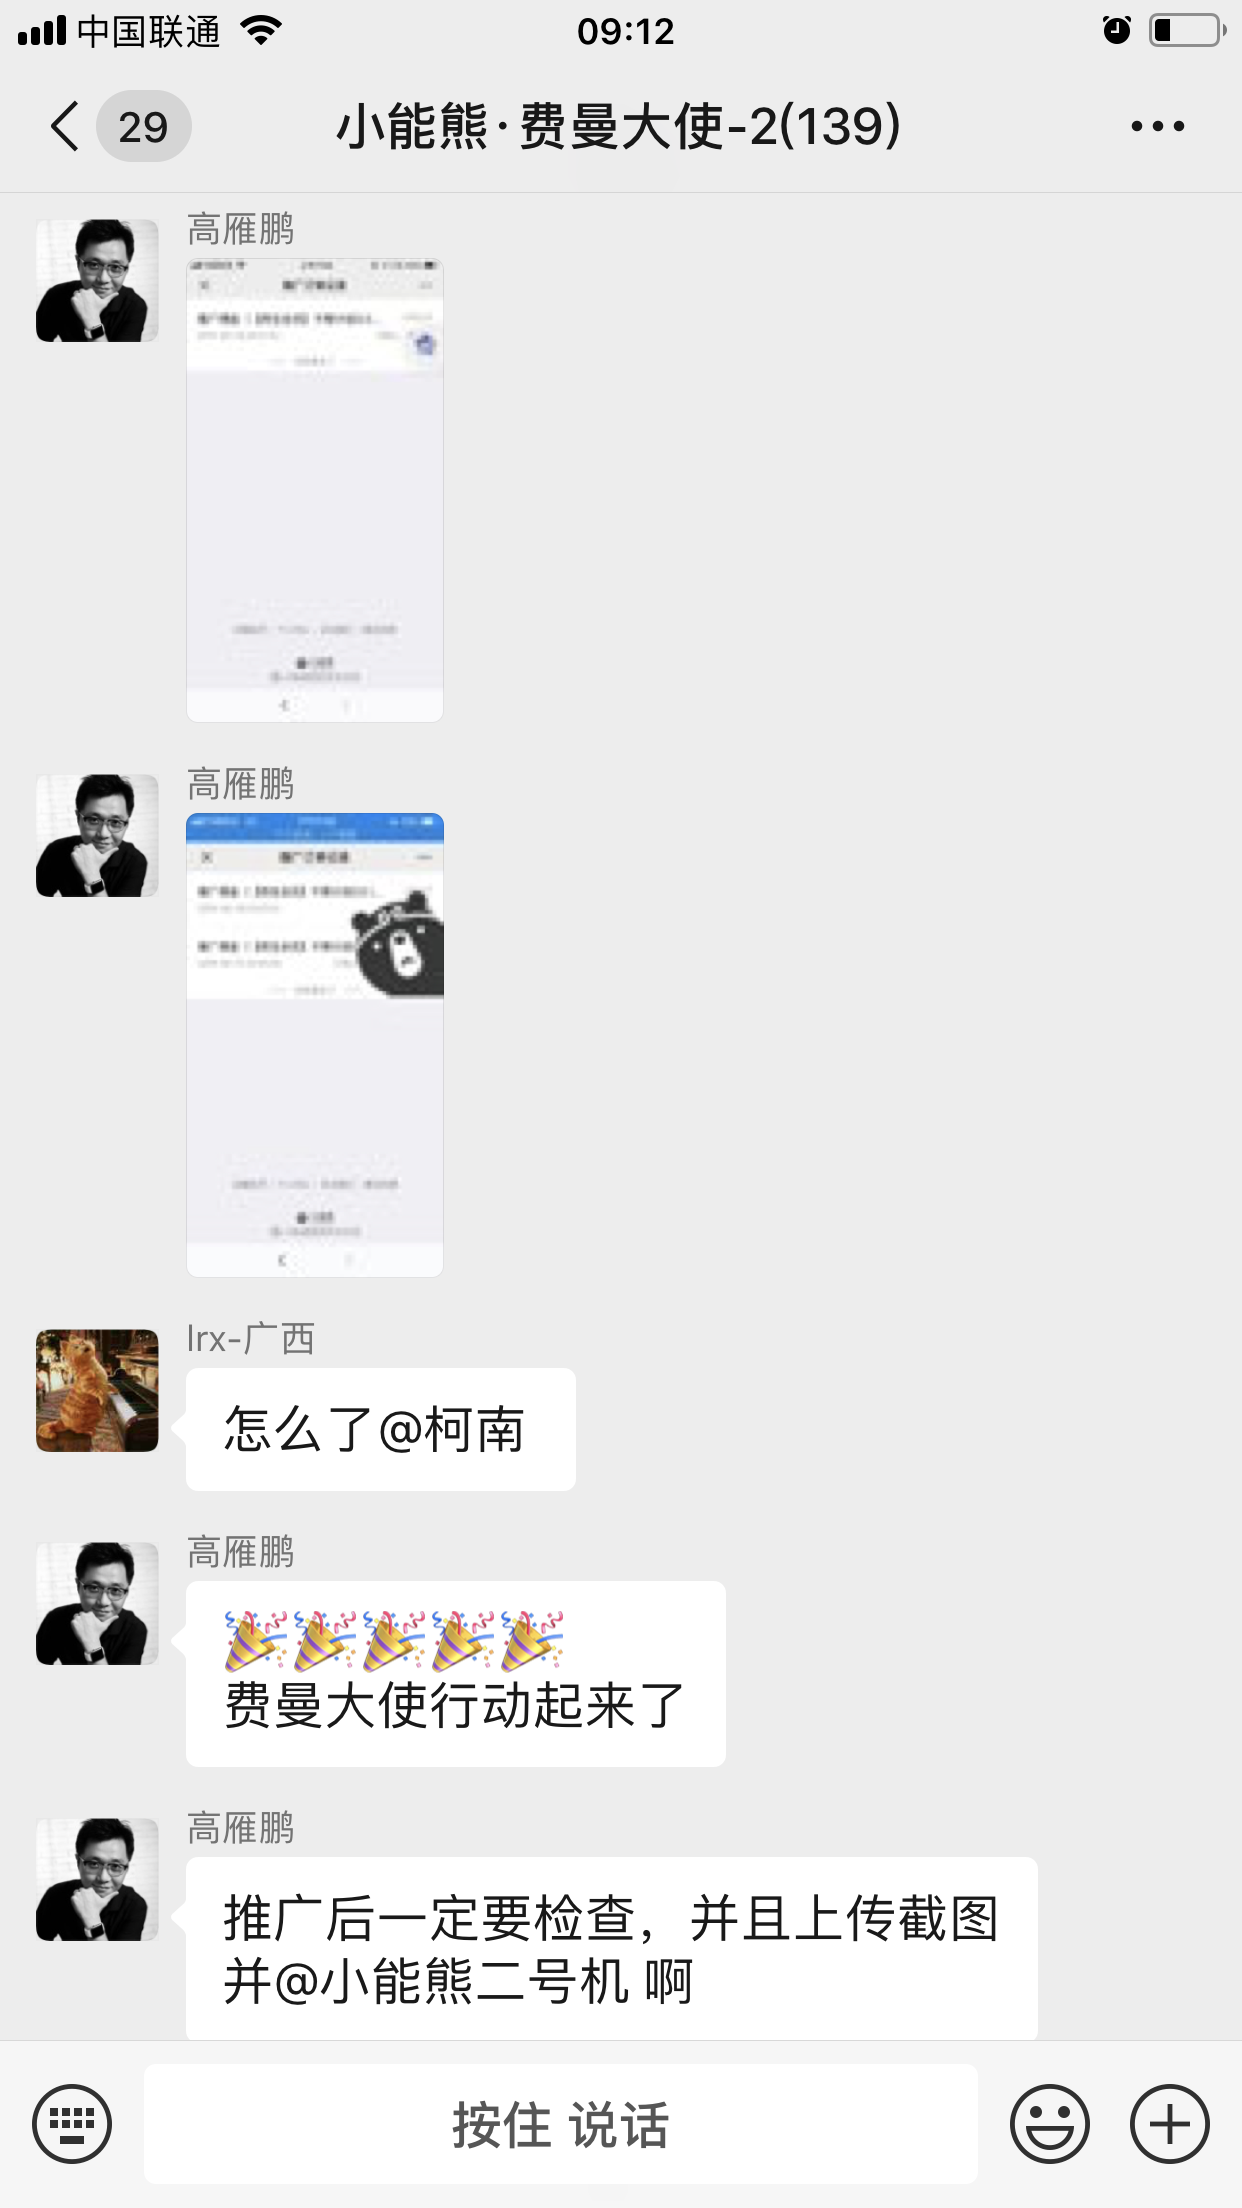 中国联通
09:12
29
小能熊·费曼大使-2(139)
高雁鹏
高雁鹏
lrx-广西
怎么了@柯南
高雁鹏
🎉🎉🎉🎉🎉
费曼大使行动起来了
高雁鹏
推广后一定要检查，并且上传截图
并@小能熊二号机 啊
按住 说话